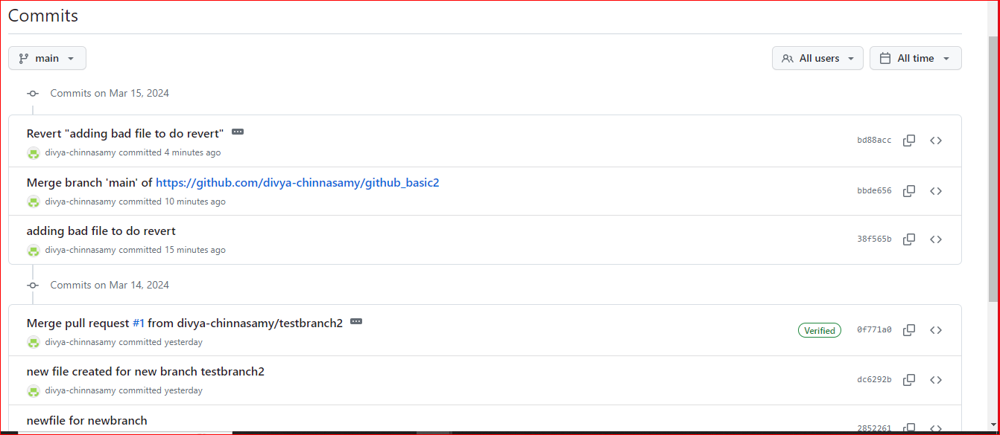 Commits
main
All users
All time
Commits on Mar 15, 2024
Revert "adding bad file to do revert"
bd88acc
divya-chinnasamy committed 4 minutes ago
Merge branch 'main' of https://github.com/divya-chinnasamy/github_basic2
bbde656
divya-chinnasamy committed 10 minutes ago
adding bad file to do revert
38f565b
divya-chinnasamy committed 15 minutes ago
Commits on Mar 14, 2024
Merge pull request #1 from divya-chinnasamy/testbranch2
Verified
0f771a0
divya-chinnasamy committed yesterday
new file created for new branch testbranch2
dc6292b
divya-chinnasamy committed yesterday
newfile for newbranch
2852261